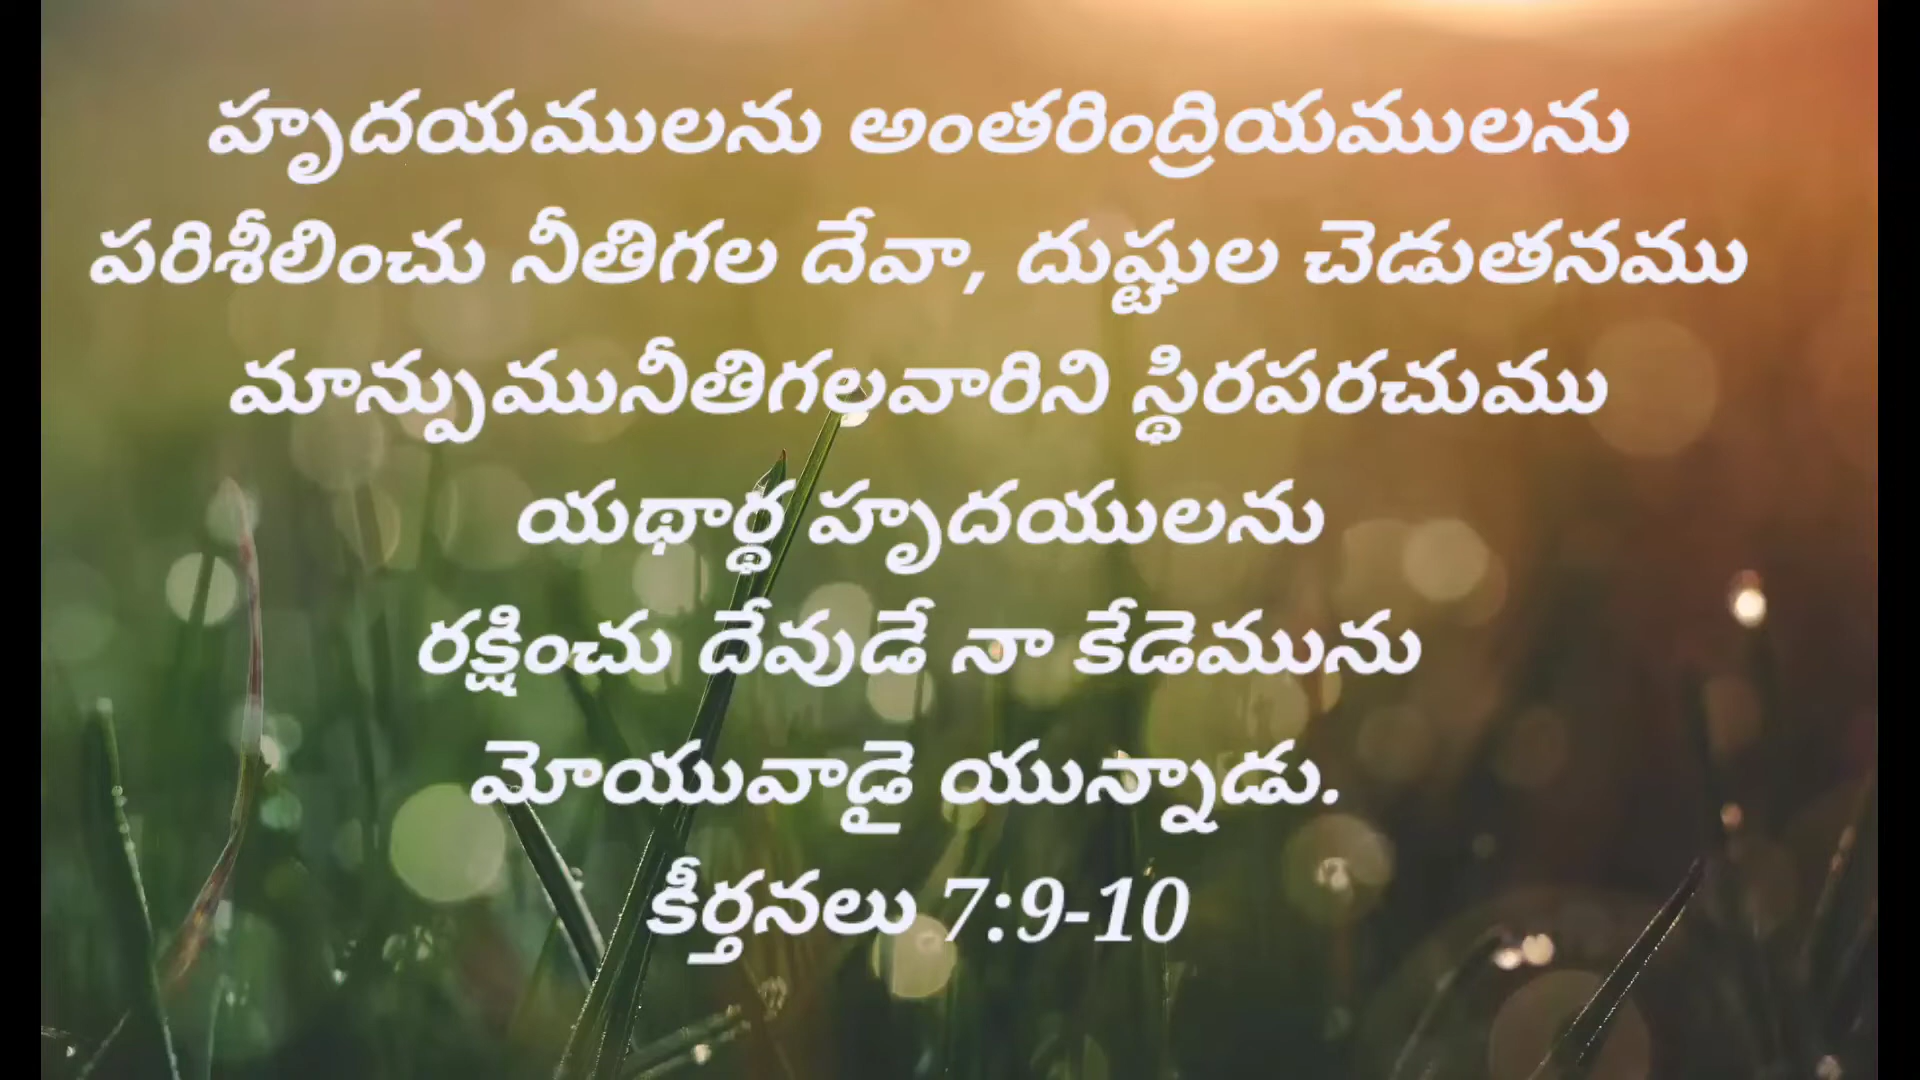 హృదయములను అంతరింద్రియములను
పరిశీలించు నీతిగల దేవా, దుష్టుల చెడుతనము
మాన్పుమునీతిగలవారిని స్థిరపరచుము
యథార్థ హృదయులను
రక్షించు దేవుడే నా కేడెమును
మోయువాడై యున్నాడు.
కీర్తనలు 7:9-10